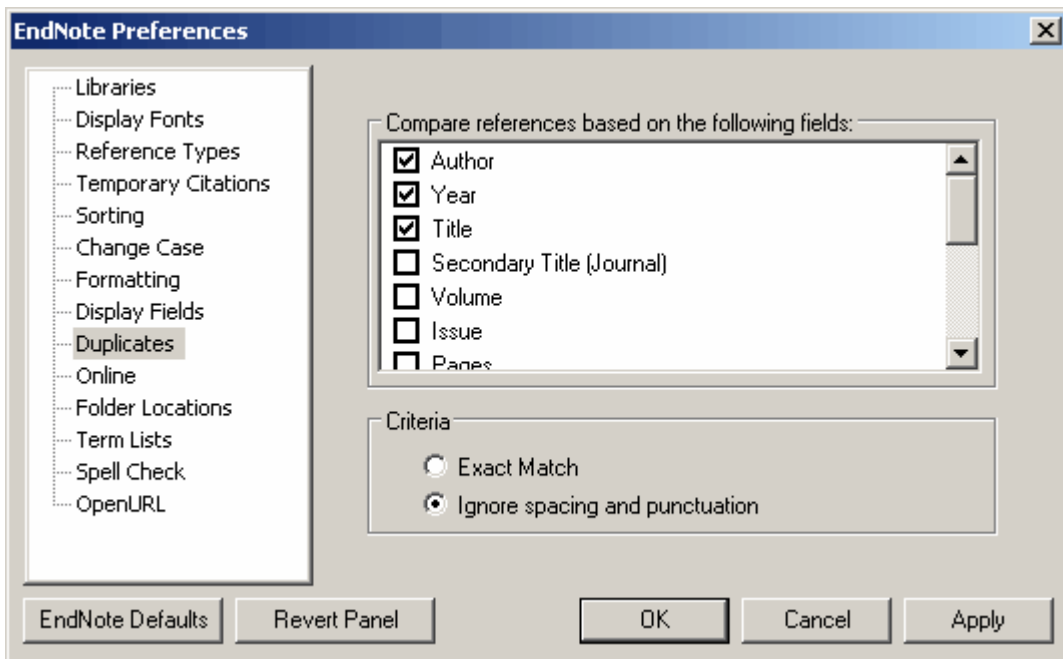 EndNote Preferences
Libraries
Display Fonts
Reference Types
Temporary Citations
Sorting
Change Case
Formatting
Display Fields
Duplicates
Online
Folder Locations
Term Lists
Spell Check
OpenURL
Compare references based on the following fields:
Author
Year
Title
Secondary Title (Journal)
Volume
Issue
Pages
Criteria
Exact Match
Ignore spacing and punctuation
EndNote Defaults
Revert Panel
OK
Cancel
Apply